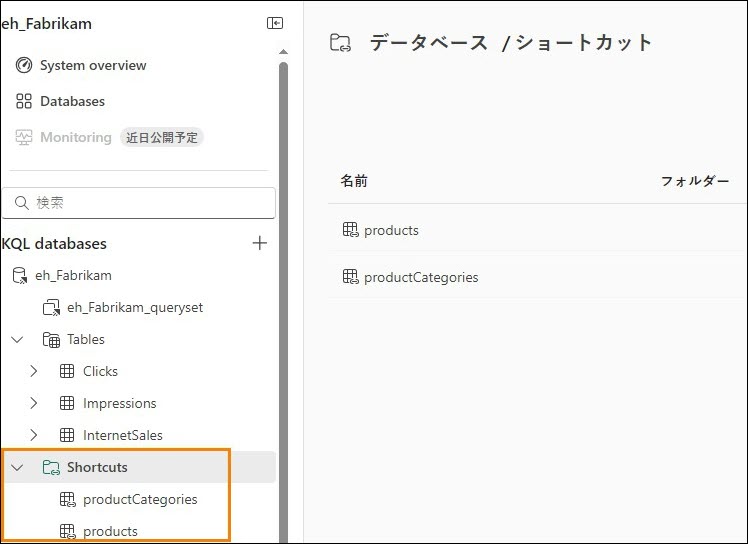 eh_Fabrikam
System overview
Databases
Monitoring 近日公開予定
検索
KQL databases
eh_Fabrikam
eh_Fabrikam_queryset
Tables
Clicks
Impressions
InternetSales
Shortcuts
productCategories
products
データベース /ショートカット
名前 フォルダー
products
productCategories